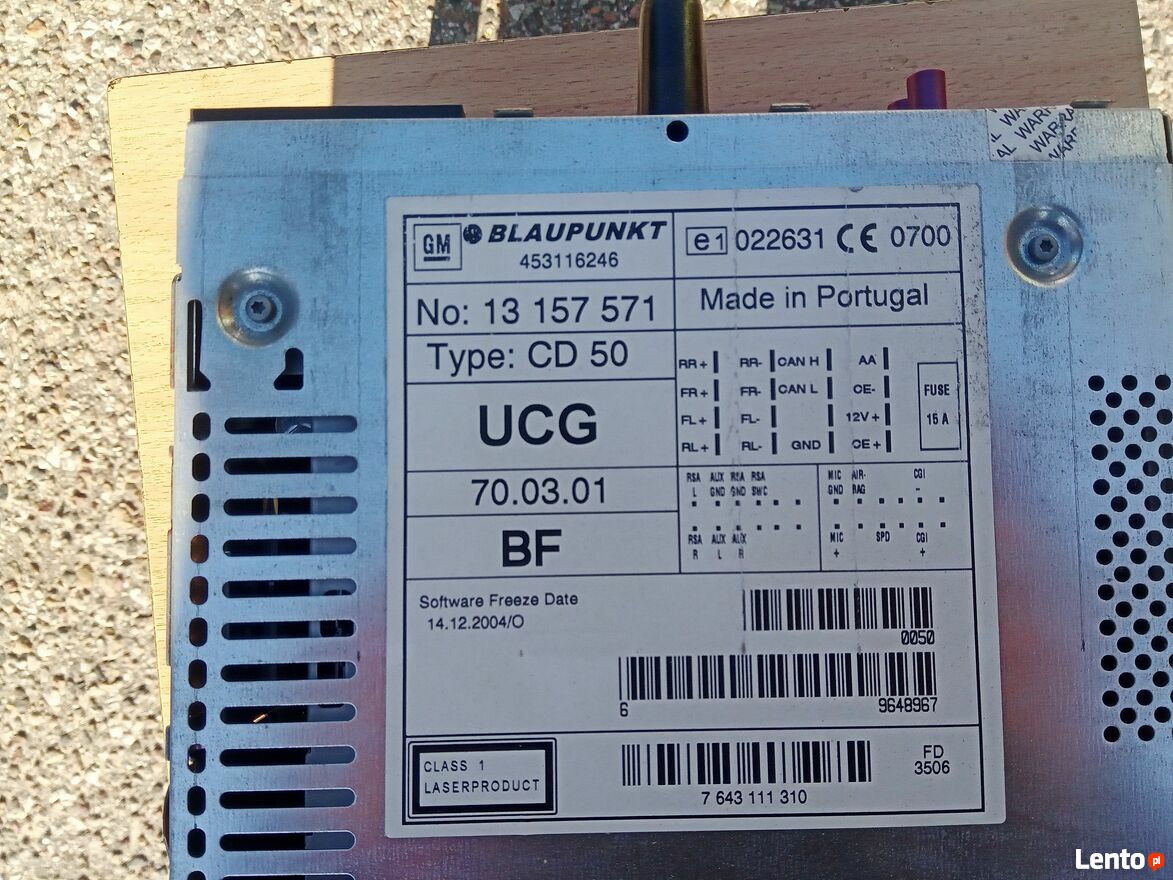 AL WARR
WARRA
WARR
GM
BLAUPUNKT
453116246
e1 022631 CE 0700
No: 13 157 571
Made in Portugal
Type: CD 50
UCG
70.03.01
BF
RR+ RR- CAN H AA
FR+ FR- CAN L CE-
FL+ FL- 12V+
RL+ RL- GND CE+
FUSE
15 A
RSA AUX RSA RSA
L GND GND SWC
MIC AIR- CGI
GND BAG -
RSA AUX AUX
R L R
MIC SPD CGI
+ +
Software Freeze Date
14.12.2004/O
0050
6 9648967
CLASS 1
LASERPRODUCT
7 643 111 310
FD
3506
Lento.pl